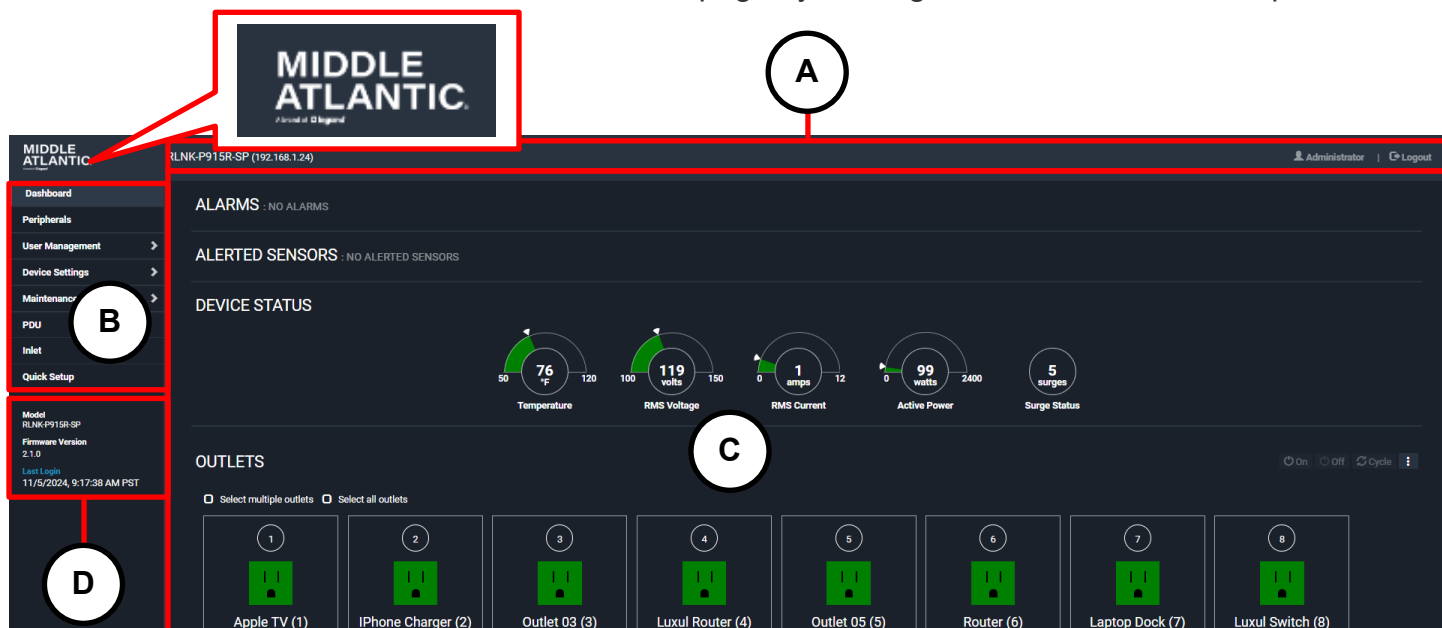 MIDDLE
ATLANTIC.
A brand of legrand
A
MIDDLE
ATLANTIC
RLNK-P915R-SP (192.168.1.24)
Administrator | Logout
Dashboard
Peripherals
User Management
Device Settings
Maintenance
PDU
Inlet
Quick Setup
B
Model
RLNK-P915R-SP
Firmware Version
2.1.0
Last Login
11/5/2024, 9:17:38 AM PST
D
ALARMS : NO ALARMS
ALERTED SENSORS : NO ALERTED SENSORS
DEVICE STATUS
50 76 °F 120
Temperature
100 119 volts 150
RMS Voltage
0 1 amps 12
RMS Current
0 99 watts 2400
Active Power
5 surges
Surge Status
C
OUTLETS
On Off Cycle
Select multiple outlets Select all outlets
1 2 3 4 5 6 7 8
Apple TV (1) IPhone Charger (2) Outlet 03 (3) Luxul Router (4) Outlet 05 (5) Router (6) Laptop Dock (7) Luxul Switch (8)